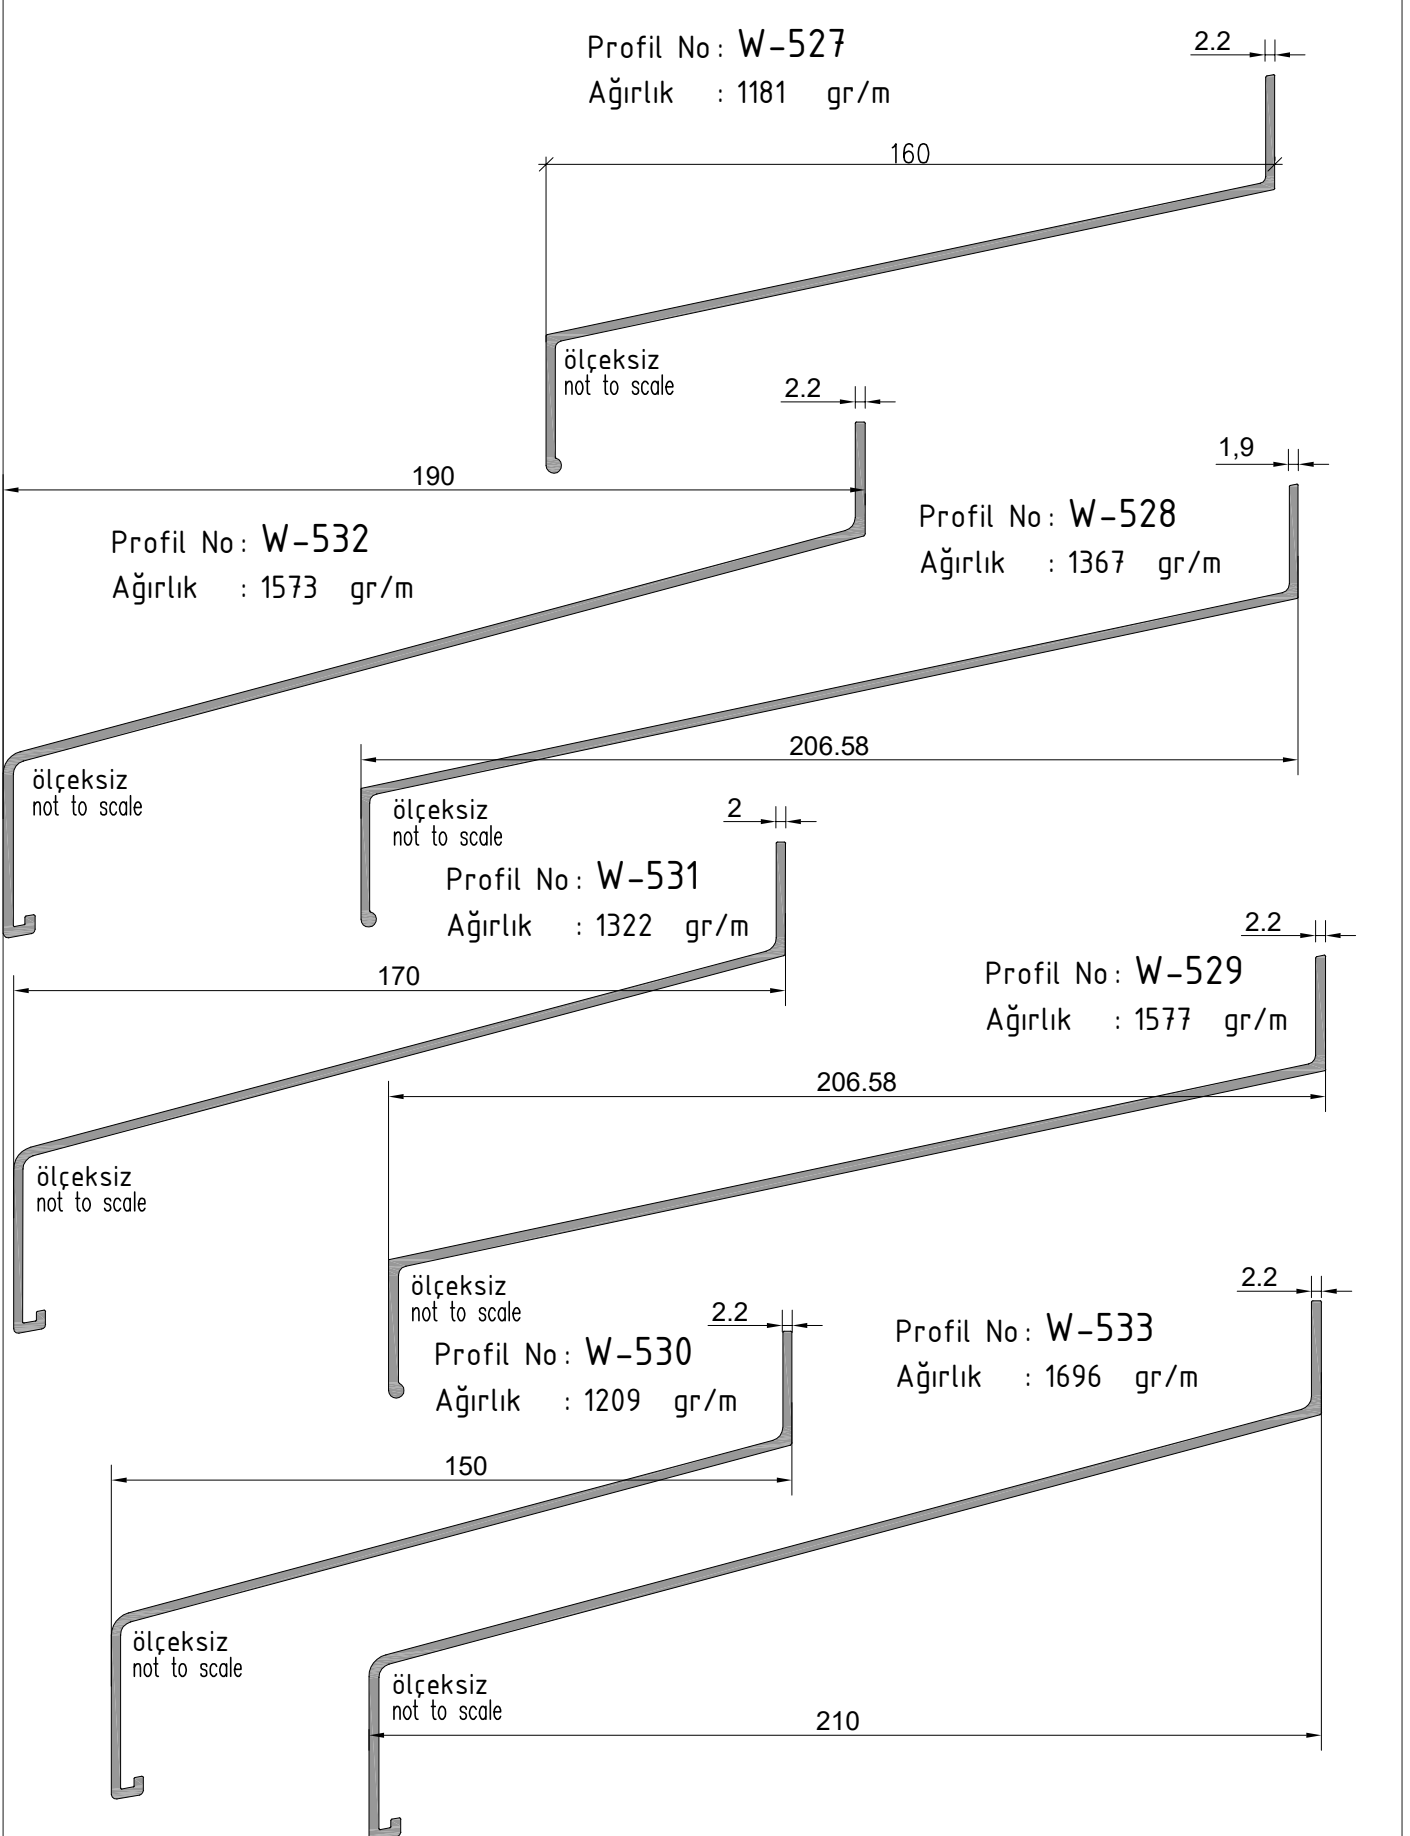 Profil No: W-527
Ağırlık : 1181 gr/m
2.2
160
ölçeksiz
not to scale
2.2
190
Profil No: W-532
Ağırlık : 1573 gr/m
ölçeksiz
not to scale
1,9
Profil No: W-528
Ağırlık : 1367 gr/m
206.58
ölçeksiz
not to scale
2
Profil No: W-531
Ağırlık : 1322 gr/m
170
ölçeksiz
not to scale
2.2
Profil No: W-529
Ağırlık : 1577 gr/m
206.58
ölçeksiz
not to scale
2.2
Profil No: W-530
Ağırlık : 1209 gr/m
150
ölçeksiz
not to scale
2.2
Profil No: W-533
Ağırlık : 1696 gr/m
ölçeksiz
not to scale
210